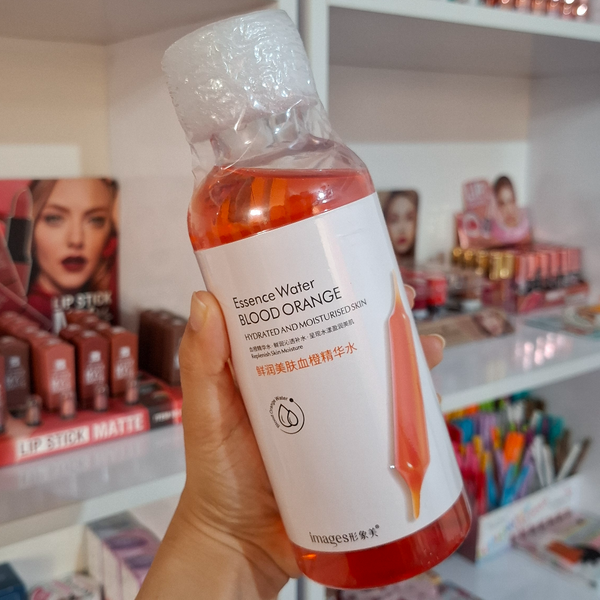 Essence Water
BLOOD ORANGE
HYDRATED AND MOISTURISED SKIN
Replenish Skin Moisture
鲜润美肤血橙精华水
images形象美®
LIP STICK
LIP STICK MATTE